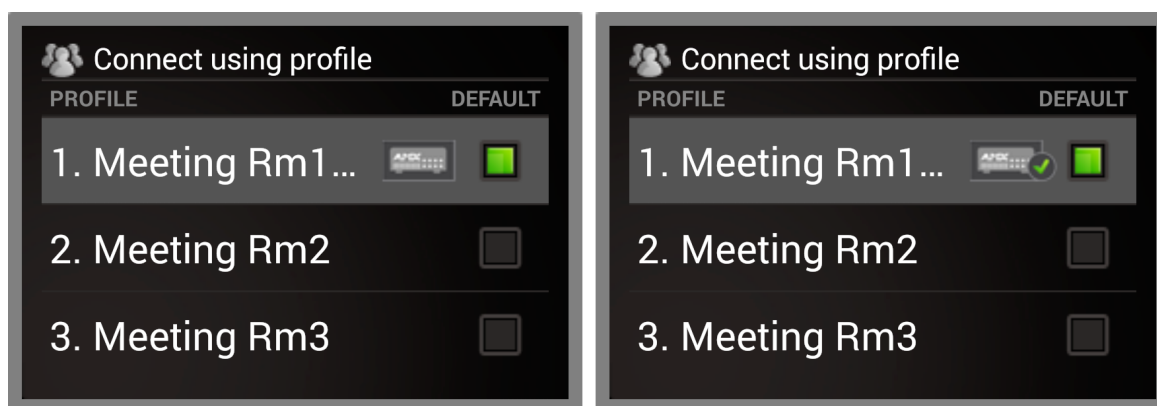 Connect using profile
PROFILE DEFAULT
1. Meeting Rm1...
2. Meeting Rm2
3. Meeting Rm3
Connect using profile
PROFILE DEFAULT
1. Meeting Rm1...
2. Meeting Rm2
3. Meeting Rm3